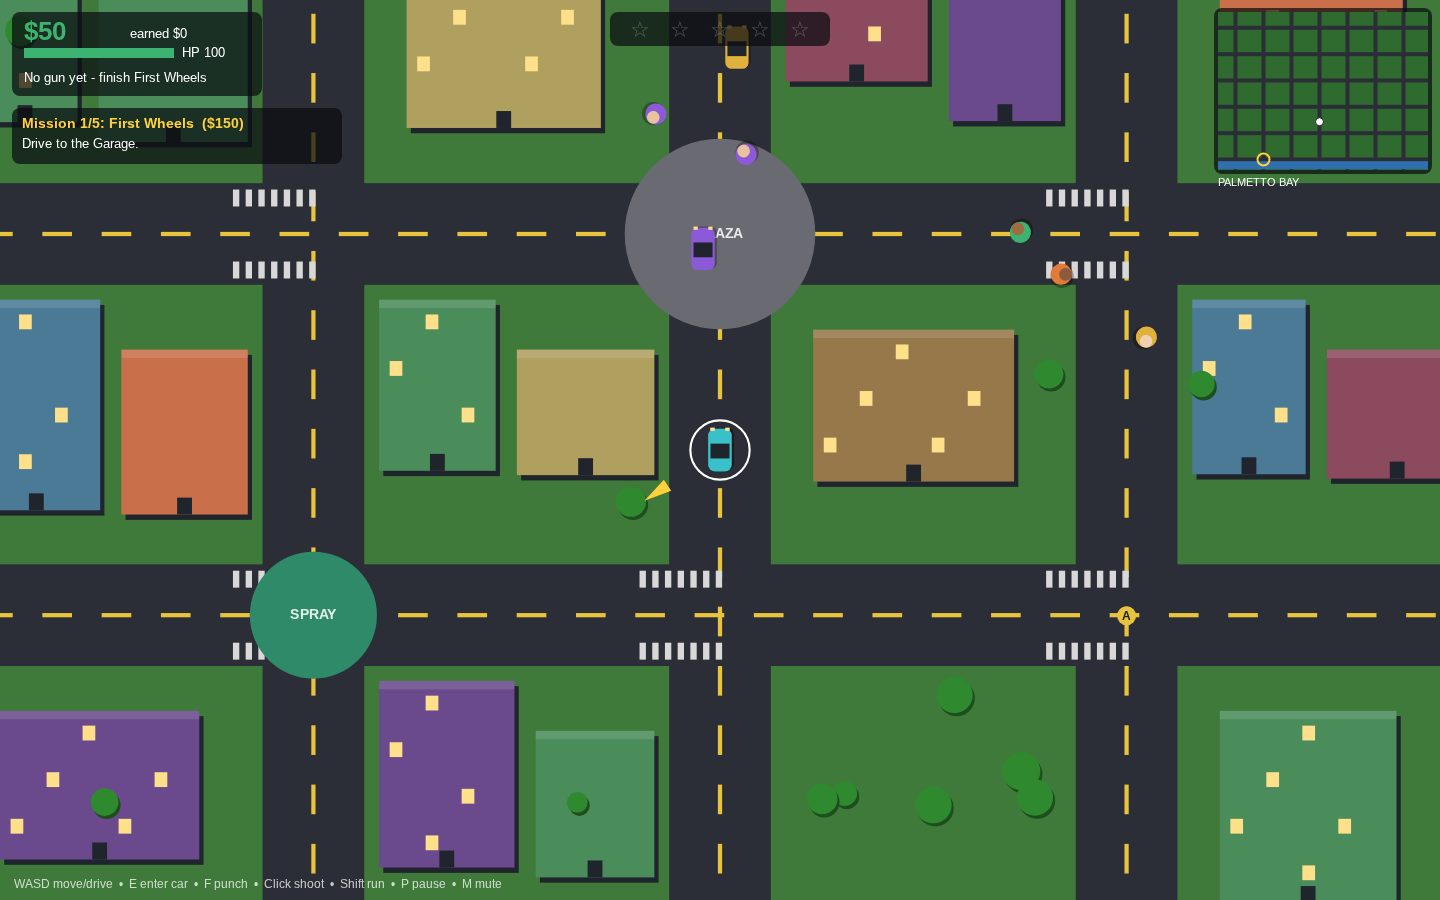 $50
earned $0
HP 100
No gun yet - finish First Wheels
Mission 1/5: First Wheels ($150)
Drive to the Garage.
☆ ☆ ☆ ☆ ☆
PALMETTO BAY
AZA
SPRAY
A
WASD move/drive • E enter car • F punch • Click shoot • Shift run • P pause • M mute